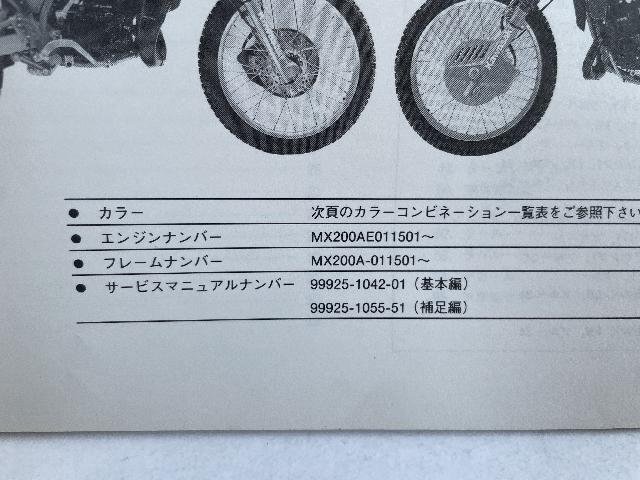 ● カラー 次頁のカラーコンビネーション一覧表をご参照下さい
● エンジンナンバー MX200AE011501～
● フレームナンバー MX200A-011501～
● サービスマニュアルナンバー 99925-1042-01（基本編）
99925-1055-51（補足編）